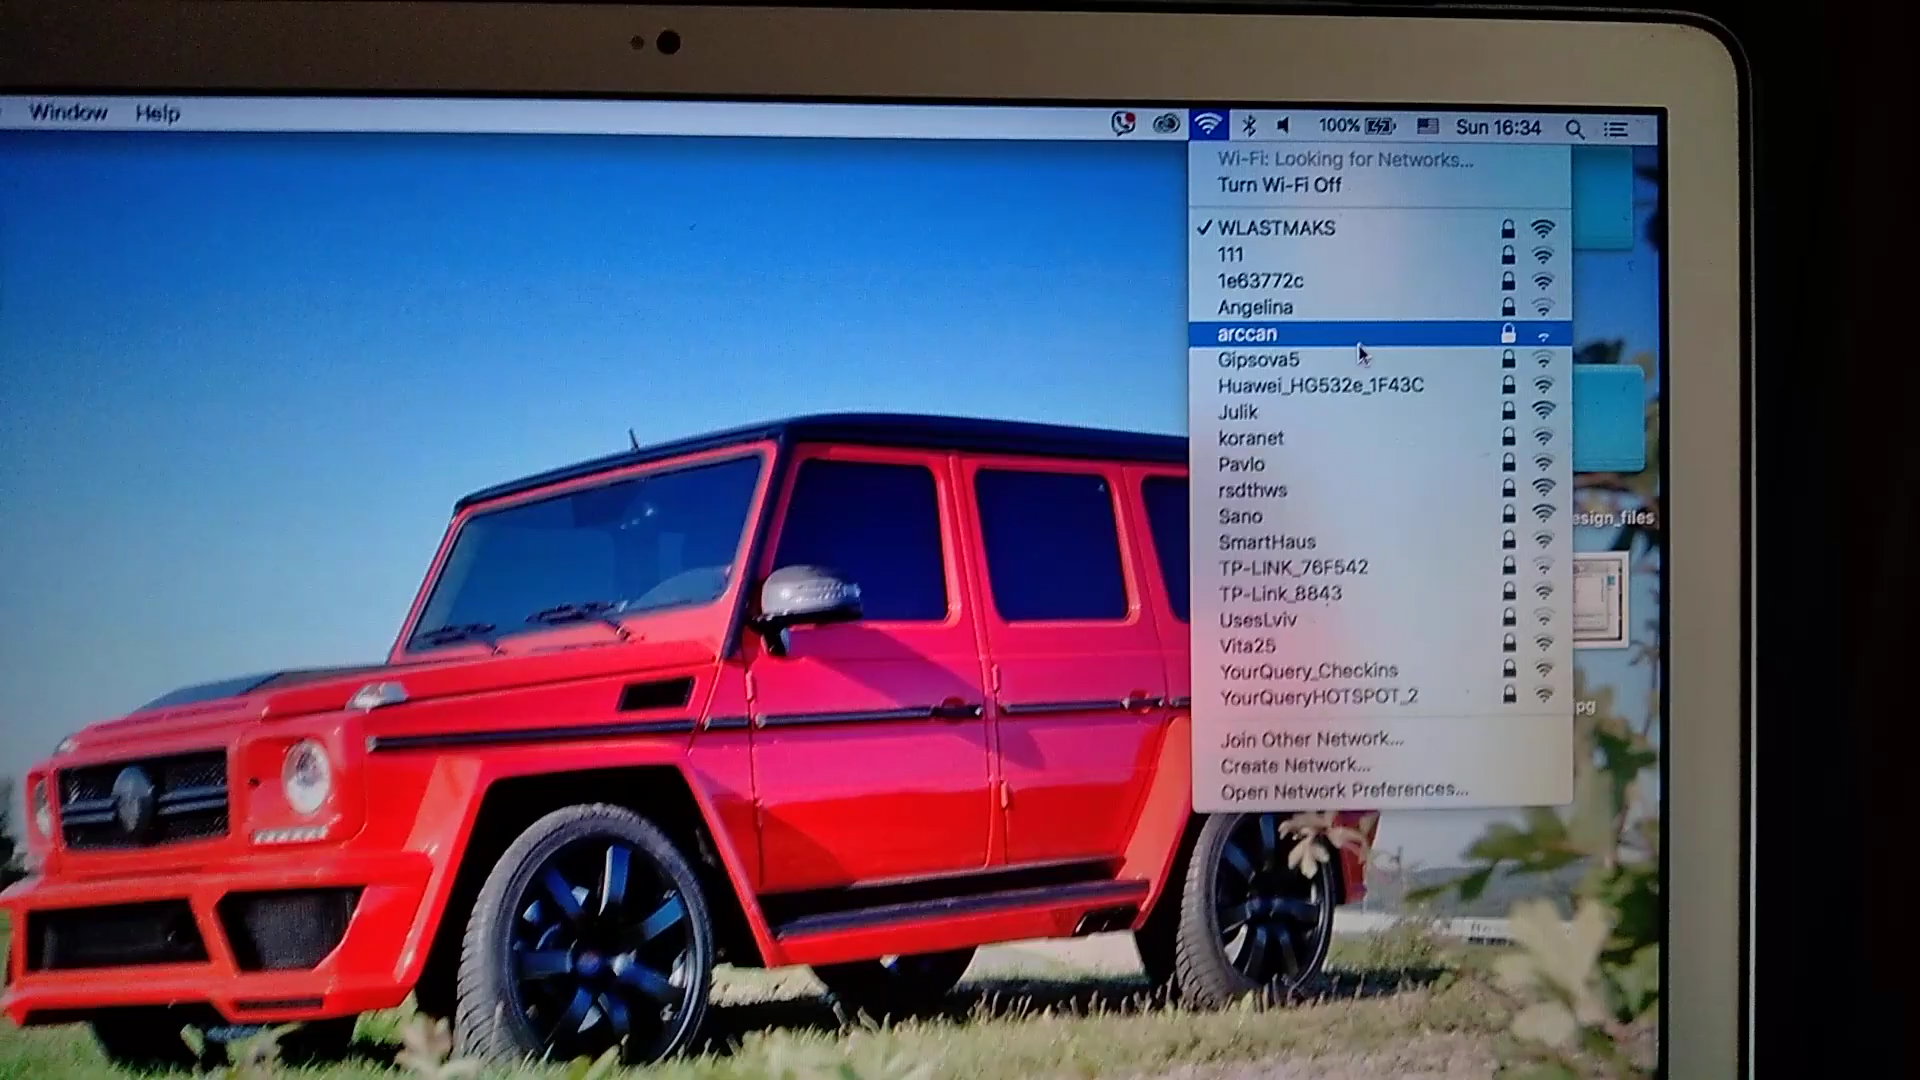 Window Help 100% Sun 16:34
Wi-Fi: Looking for Networks...
Turn Wi-Fi Off
WLASTMAKS
111
1e63772c
Angelina
arccan
Gipsova5
Huawei_HG532e_1F43C
Julik
koranet
Pavlo
rsdthws
Sano
esign_files
SmartHaus
TP-LINK_76F542
TP-Link_8843
UsesLviv
Vita25
YourQuery_Checkins
YourQueryHOTSPOT_2
pg
Join Other Network...
Create Network...
Open Network Preferences...